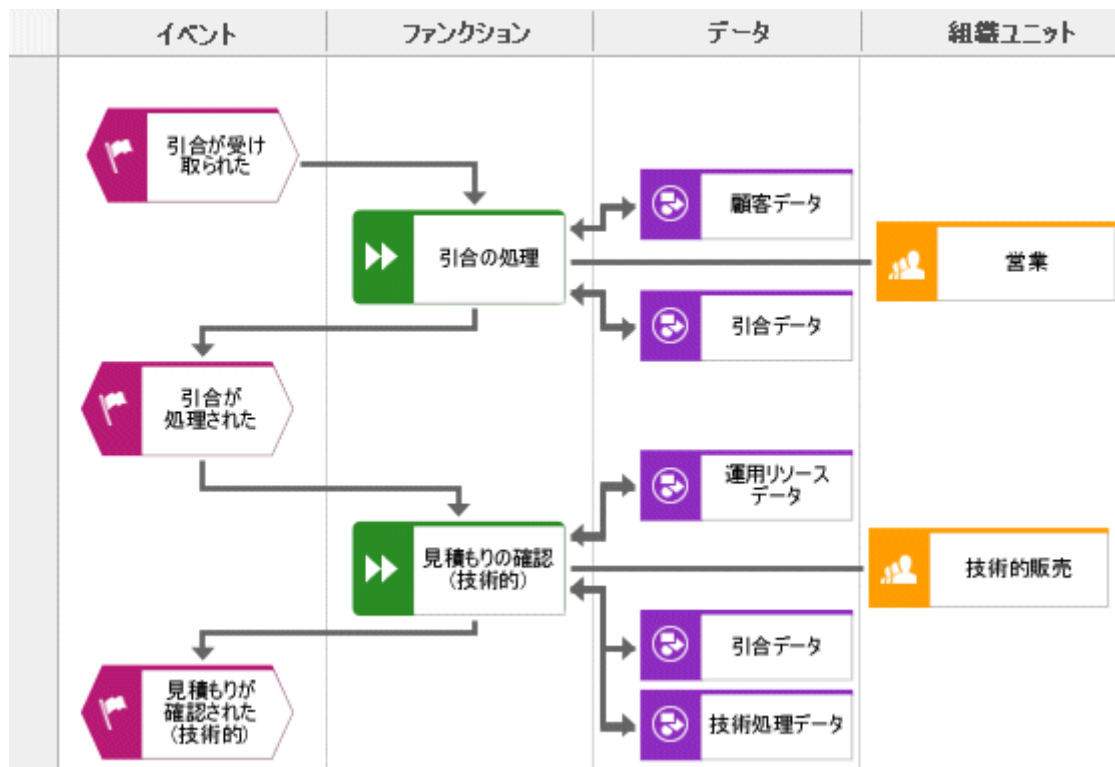 イベント
ファンクション
データ
組織ユニット
引合が受け
取られた
顧客データ
引合の処理
営業
引合データ
引合が
処理された
運用リソース
データ
見積もりの確認
(技術的)
技術的販売
引合データ
見積もりが
確認された
(技術的)
技術処理データ